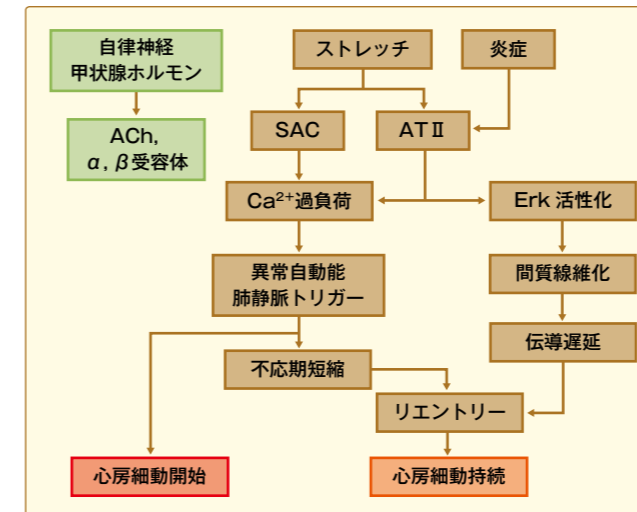 自律神経
甲状腺ホルモン
ストレッチ
炎症
ACh,
α, β受容体
SAC
ATⅡ
Ca²⁺過負荷
Erk 活性化
異常自動能
肺静脈トリガー
間質線維化
不応期短縮
伝導遅延
リエントリー
心房細動開始
心房細動持続